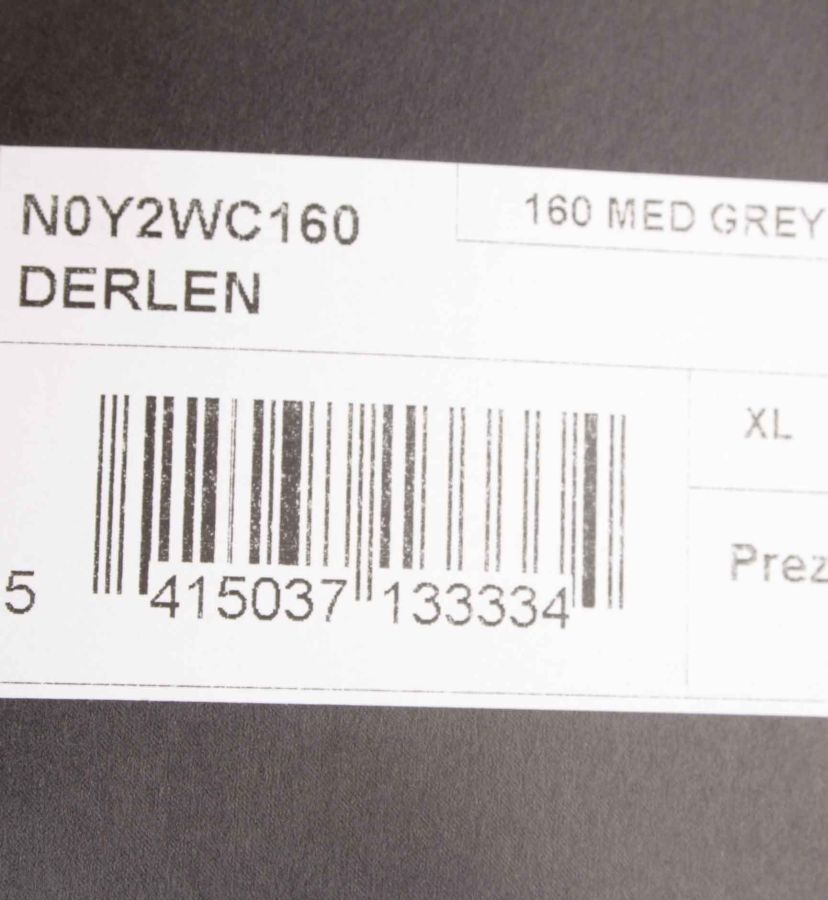 N0Y2WC160
160 MED GREY
DERLEN
XL
Prez
5 415037 133334